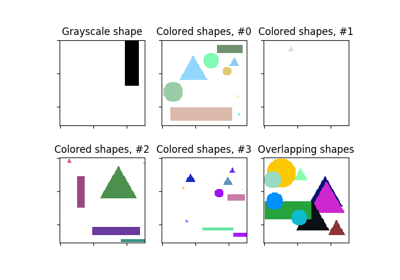 Grayscale shape
Colored shapes, #0
Colored shapes, #1
Colored shapes, #2
Colored shapes, #3
Overlapping shapes